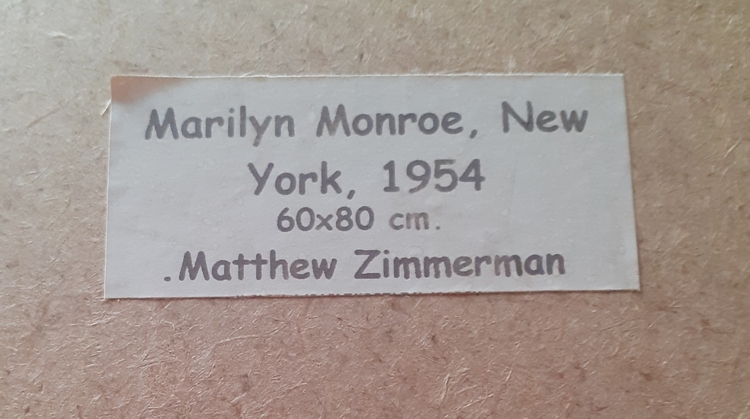 Marilyn Monroe, New
York, 1954
60x80 cm.
.Matthew Zimmerman